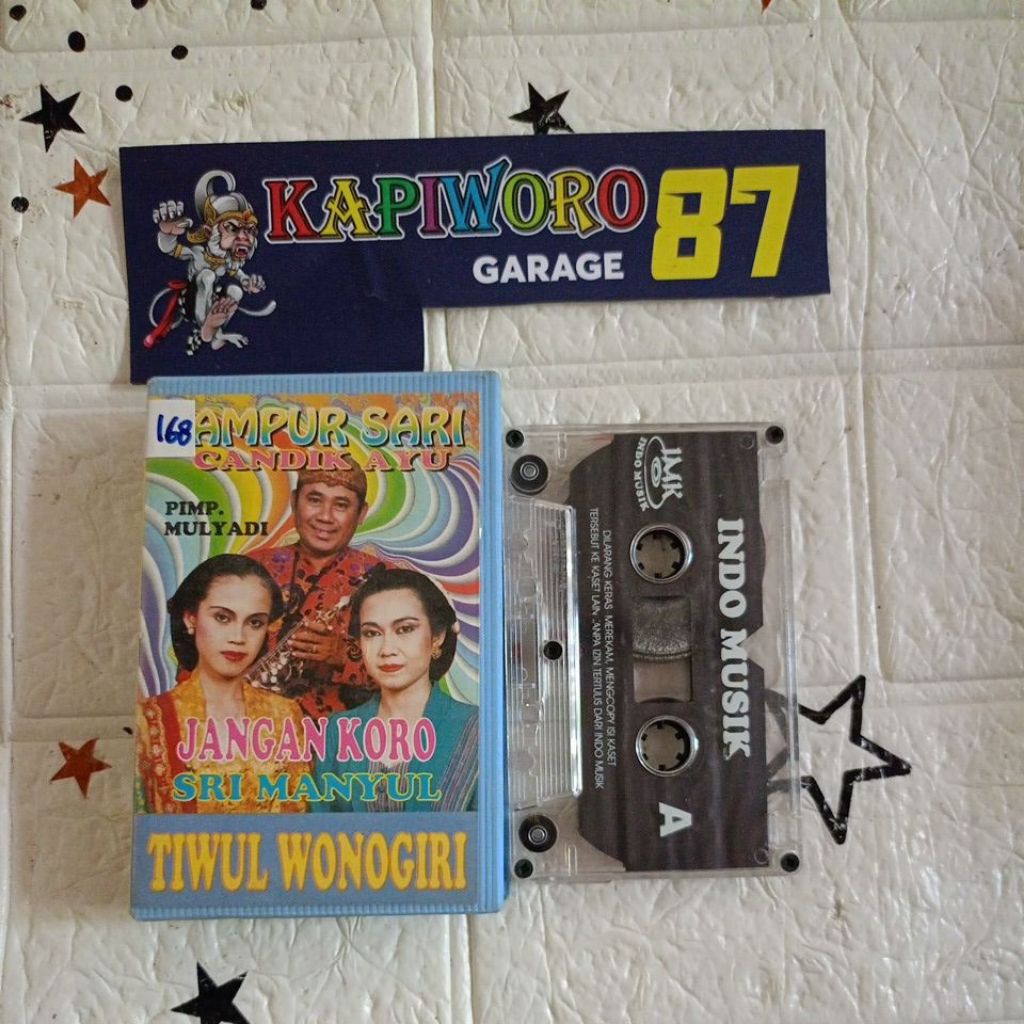 KAPIWORO 87
GARAGE
168
AMPUR SARI
CANDIK AYU
PIMP.
MULYADI
JANGAN KORO
SRI MANYUL
TIWUL WONOGIRI
INDO MUSIK
IMK
INDO MUSIK
DILARANG KERAS MEREKAM, MENGCOPY ISI KASET
TERSEBUT KE KASET LAIN TANPA IZIN TERTULIS DARI INDO MUSIK
A